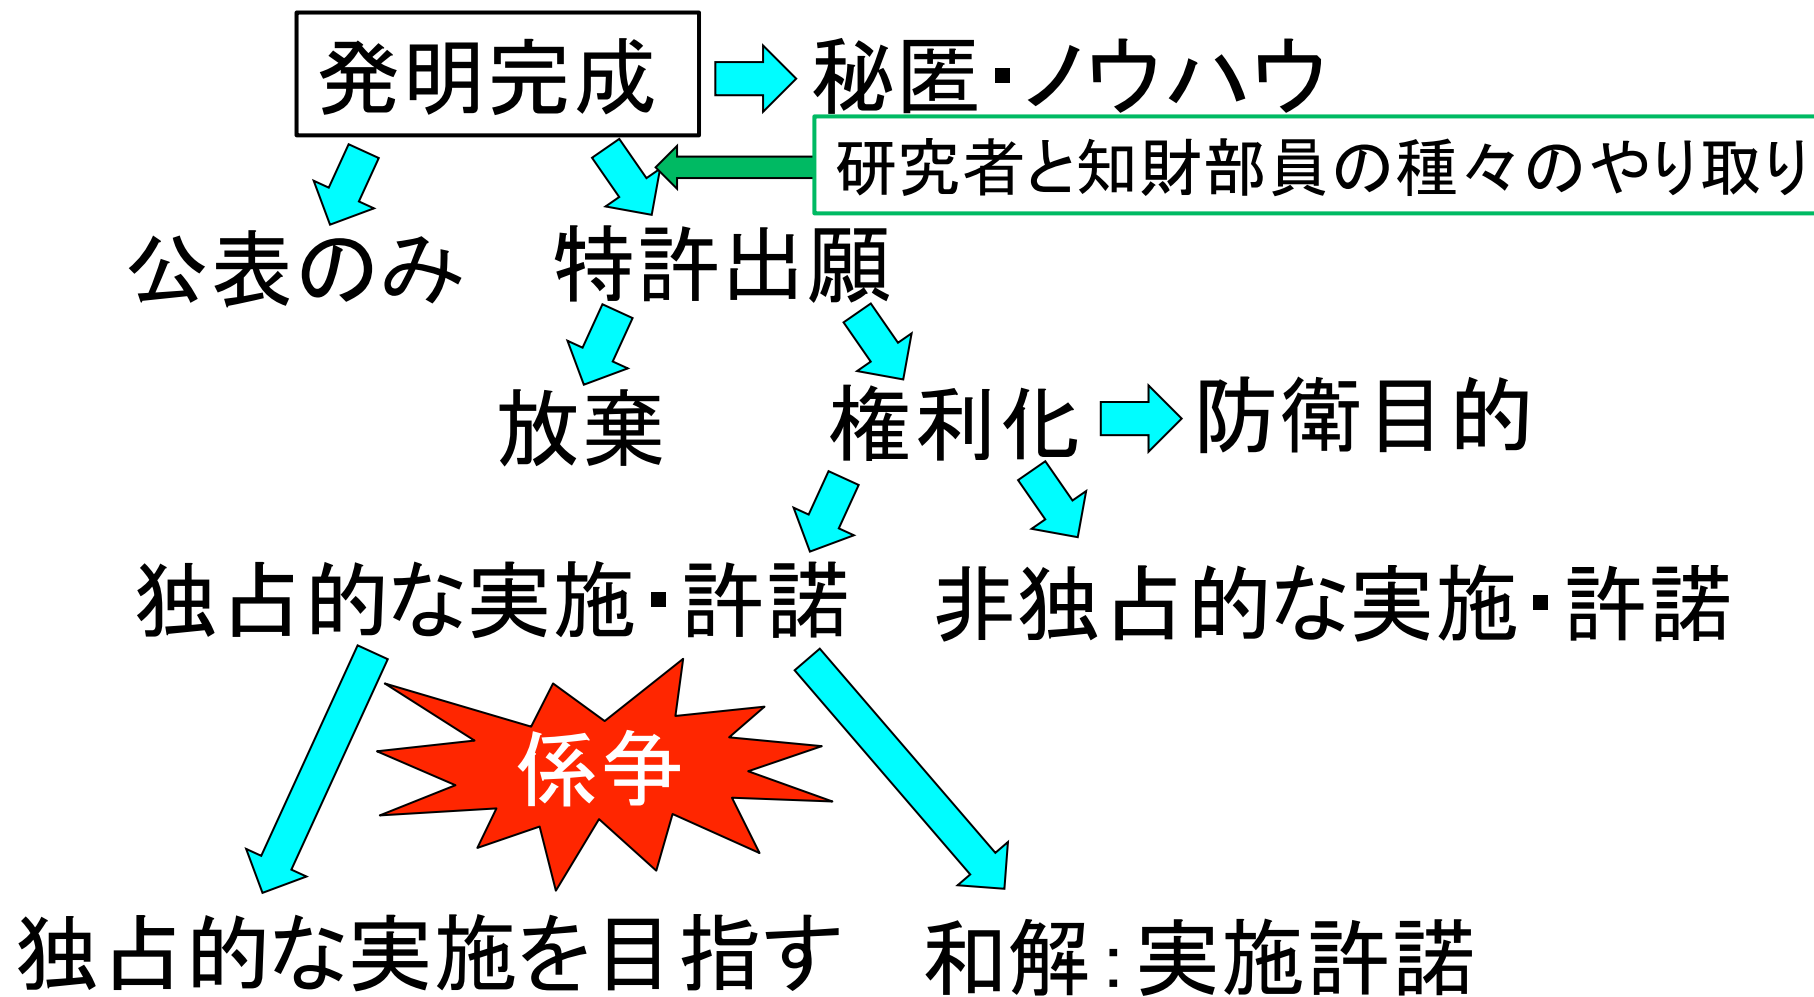 発明完成
秘匿・ノウハウ
研究者と知財部員の種々のやり取り
公表のみ
特許出願
放棄
権利化
防衛目的
独占的な実施・許諾
非独占的な実施・許諾
係争
独占的な実施を目指す
和解:実施許諾